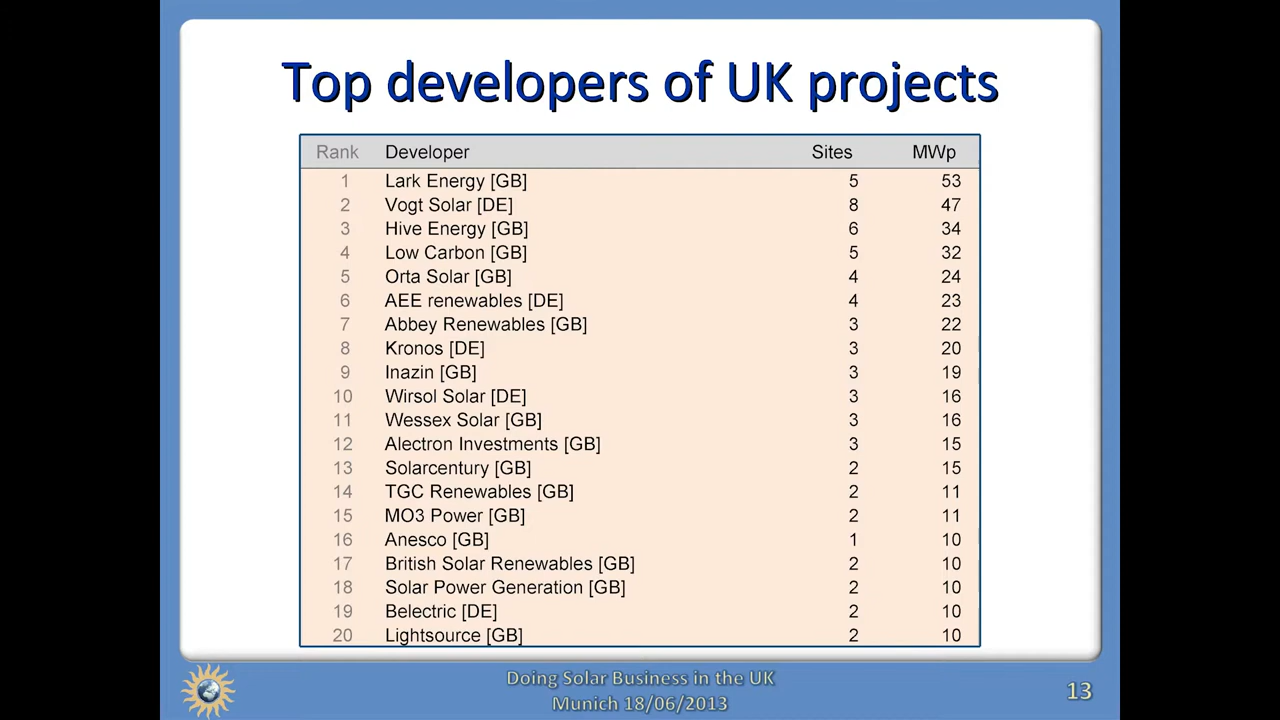 Top developers of UK projects
Rank Developer Sites MWp
1 Lark Energy [GB] 5 53
2 Vogt Solar [DE] 8 47
3 Hive Energy [GB] 6 34
4 Low Carbon [GB] 5 32
5 Orta Solar [GB] 4 24
6 AEE renewables [DE] 4 23
7 Abbey Renewables [GB] 3 22
8 Kronos [DE] 3 20
9 Inazin [GB] 3 19
10 Wirsol Solar [DE] 3 16
11 Wessex Solar [GB] 3 16
12 Alectron Investments [GB] 3 15
13 Solarcentury [GB] 2 15
14 TGC Renewables [GB] 2 11
15 MO3 Power [GB] 2 11
16 Anesco [GB] 1 10
17 British Solar Renewables [GB] 2 10
18 Solar Power Generation [GB] 2 10
19 Belectric [DE] 2 10
20 Lightsource [GB] 2 10
Doing Solar Business in the UK
Munich 18/06/2013
13